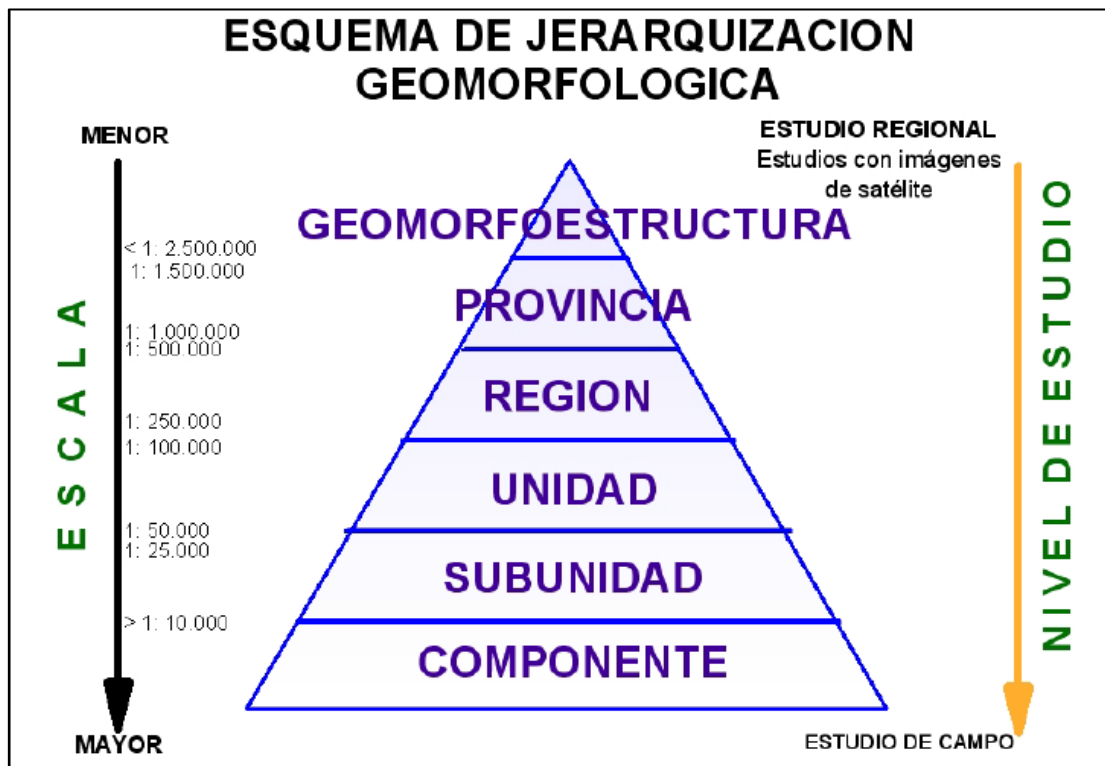 ESQUEMA DE JERARQUIZACION
GEOMORFOLOGICA
MENOR
ESTUDIO REGIONAL
Estudios con imágenes
de satélite
GEOMORFOESTRUCTURA
< 1: 2.500.000
1: 1.500.000
PROVINCIA
1: 1.000.000
1: 500.000
REGION
1: 250.000
1: 100.000
UNIDAD
1: 50.000
1: 25.000
SUBUNIDAD
> 1: 10.000
COMPONENTE
MAYOR
ESTUDIO DE CAMPO
ESCALA
NIVEL DE ESTUDIO